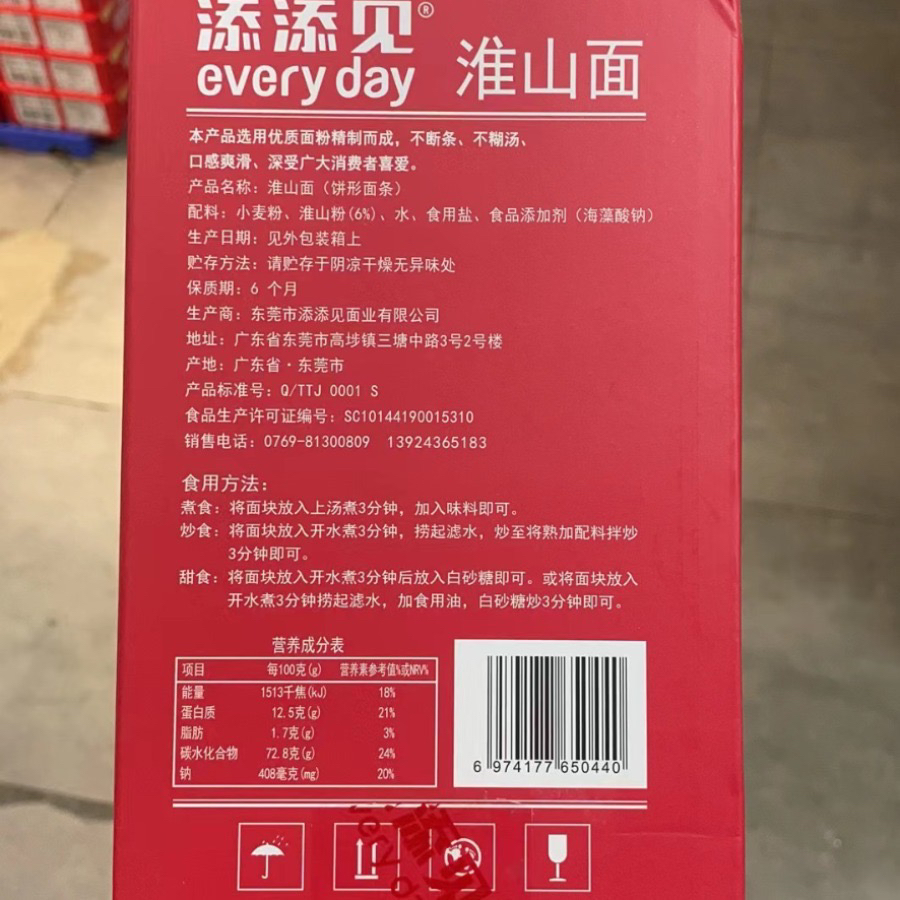 添添见®
every day 淮山面
本产品选用优质面粉精制而成，不断条、不糊汤、
口感爽滑、深受广大消费者喜爱。
产品名称：淮山面（饼形面条）
配料：小麦粉、淮山粉(6%)、水、食用盐、食品添加剂（海藻酸钠）
生产日期：见外包装箱上
贮存方法：请贮存于阴凉干燥无异味处
保质期：6 个月
生产商：东莞市添添见面业有限公司
地址：广东省东莞市高埗镇三塘中路3号2号楼
产地：广东省·东莞市
产品标准号：Q/TTJ 0001 S
食品生产许可证编号：SC10144190015310
销售电话：0769-81300809 13924365183
食用方法：
煮食：将面块放入上汤煮3分钟，加入味料即可。
炒食：将面块放入开水煮3分钟，捞起滤水，炒至将熟加配料拌炒
3分钟即可。
甜食：将面块放入开水煮3分钟后放入白砂糖即可。或将面块放入
开水煮3分钟捞起滤水，加食用油，白砂糖炒3分钟即可。
营养成分表
项目 每100克(g) 营养素参考值%或NRV%
能量 1513千焦(kJ) 18%
蛋白质 12.5克(g) 21%
脂肪 1.7克(g) 3%
碳水化合物 72.8克(g) 24%
钠 408毫克(mg) 20%
6 974177 650440
添见
very d